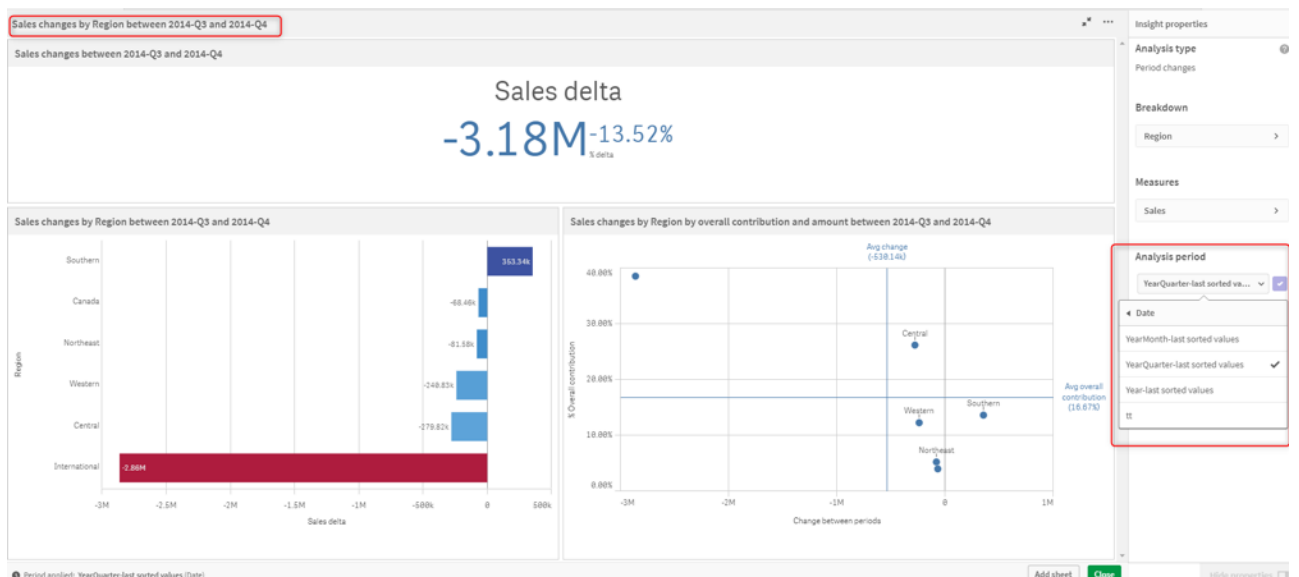 Sales changes by Region between 2014-Q3 and 2014-Q4
Sales changes between 2014-Q3 and 2014-Q4
Sales delta
-3.18M
-13.52%
% delta
Sales changes by Region between 2014-Q3 and 2014-Q4
Region
Southern
353.34k
Canada
-68.46k
Northeast
-81.58k
Western
-240.83k
Central
-279.82k
International
-2.86M
-3M
-2.5M
-2M
-1.5M
-1M
-500k
0
500k
Sales delta
Sales changes by Region by overall contribution and amount between 2014-Q3 and 2014-Q4
Avg change
(-530.14k)
% Overall contribution
40.00%
30.00%
20.00%
10.00%
0.00%
Central
Southern
Western
Northeast
Avg overall
contribution
(16.67%)
-3M
-2M
-1M
0
1M
Change between periods
Period applied: YearQuarter-last sorted values (Date)
Add sheet
Close
Insight properties
Analysis type
Period changes
Breakdown
Region
Measures
Sales
Analysis period
YearQuarter-last sorted va...
Date
YearMonth-last sorted values
YearQuarter-last sorted values
Year-last sorted values
tt
Hide properties